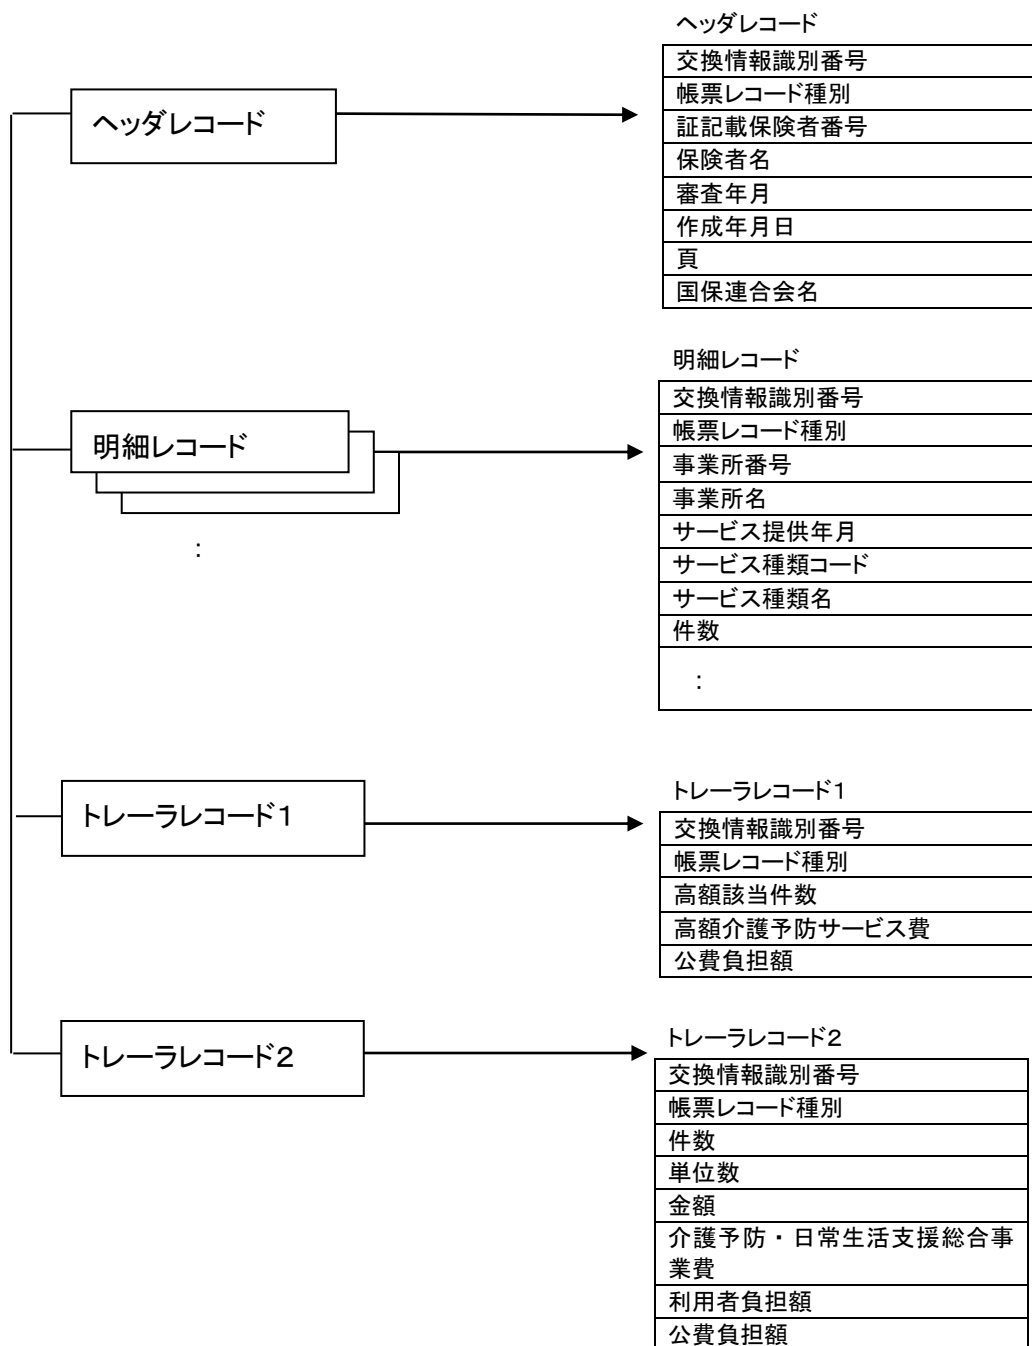 ヘッダレコード
ヘッダレコード
交換情報識別番号
帳票レコード種別
証記載保険者番号
保険者名
審査年月
作成年月日
頁
国保連合会名
明細レコード
明細レコード
:
交換情報識別番号
帳票レコード種別
事業所番号
事業所名
サービス提供年月
サービス種類コード
サービス種類名
件数
:
トレーラレコード1
トレーラレコード1
交換情報識別番号
帳票レコード種別
高額該当件数
高額介護予防サービス費
公費負担額
トレーラレコード2
トレーラレコード2
交換情報識別番号
帳票レコード種別
件数
単位数
金額
介護予防・日常生活支援総合事
業費
利用者負担額
公費負担額